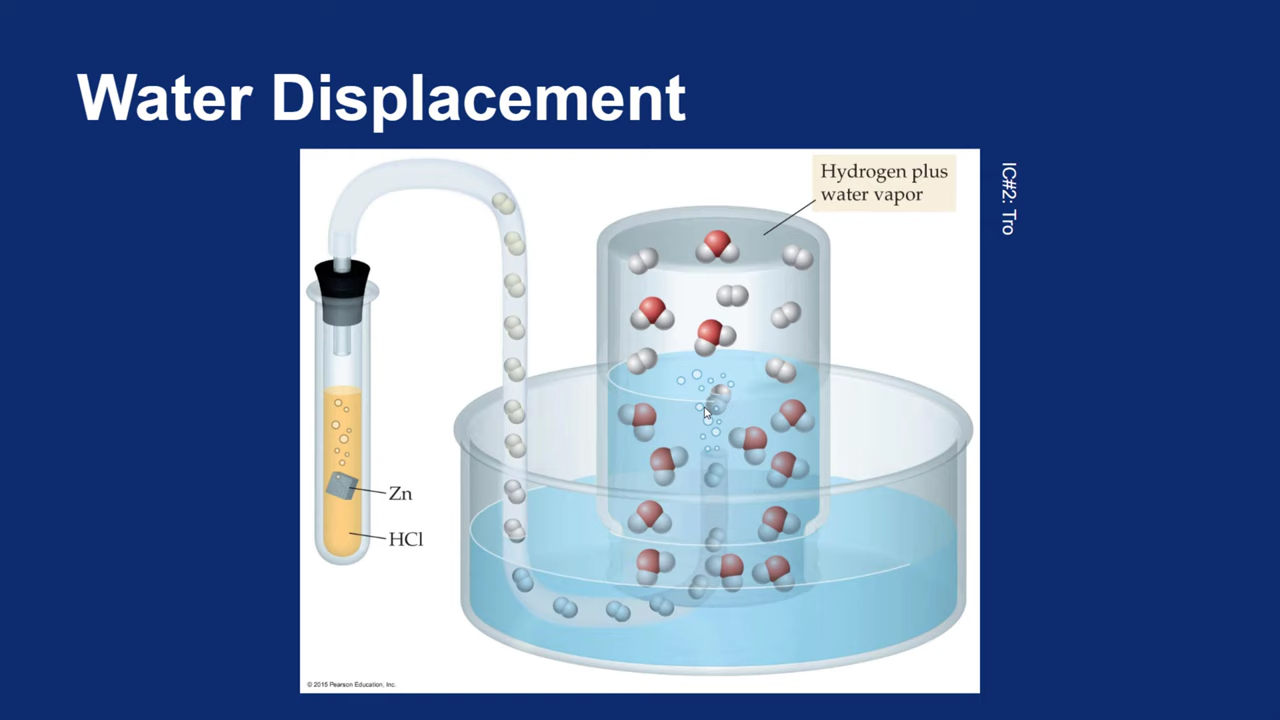 Water Displacement
Hydrogen plus
water vapor
IC#2: Tro
Zn
HCl
© 2015 Pearson Education, Inc.